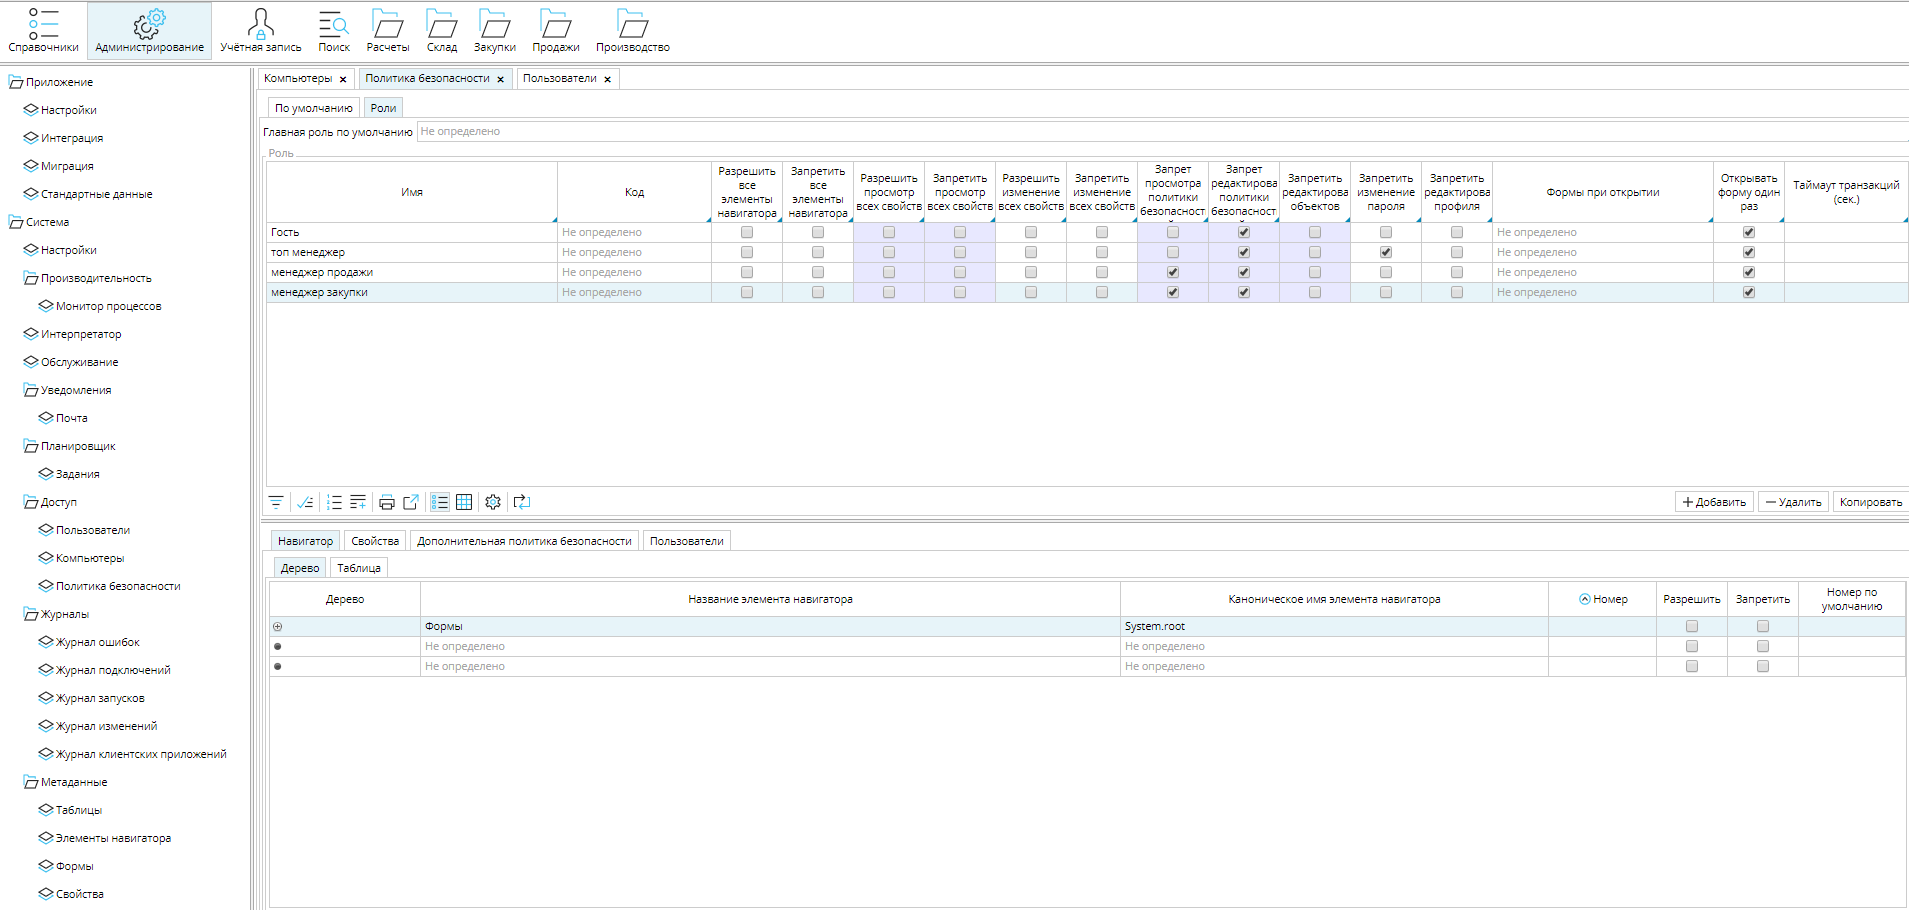 Справочники
Администрирование
Учётная запись
Поиск
Расчеты
Склад
Закупки
Продажи
Производство
Приложение
Настройки
Интеграция
Миграция
Стандартные данные
Система
Настройки
Производительность
Монитор процессов
Интерпретатор
Обслуживание
Уведомления
Почта
Планировщик
Задания
Доступ
Пользователи
Компьютеры
Политика безопасности
Журналы
Журнал ошибок
Журнал подключений
Журнал запусков
Журнал изменений
Журнал клиентских приложений
Метаданные
Таблицы
Элементы навигатора
Формы
Свойства
Компьютеры
Политика безопасности
Пользователи
По умолчанию
Роли
Главная роль по умолчанию Не определено
Роль
Имя
Код
Разрешить
все
элементы
навигатора
Запретить
все
элементы
навигатора
Разрешить
просмотр
всех свойств
Запретить
просмотр
всех свойств
Разрешить
изменение
всех свойств
Запретить
изменение
всех свойств
Запрет
просмотра
политики
безопасност
Запрет
редактирова
политики
безопасност
Запретить
редактирова
объектов
Запретить
изменение
пароля
Запретить
редактирова
профиля
Формы при открытии
Открывать
форму один
раз
Таймаут транзакций
(сек.)
Гость Не определено Не определено
топ менеджер Не определено Не определено
менеджер продажи Не определено Не определено
менеджер закупки Не определено Не определено
Добавить
Удалить
Копировать
Навигатор
Свойства
Дополнительная политика безопасности
Пользователи
Дерево
Таблица
Дерево
Название элемента навигатора
Каноническое имя элемента навигатора
Номер
Разрешить
Запретить
Номер по
умолчанию
Формы System.root
Не определено Не определено
Не определено Не определено